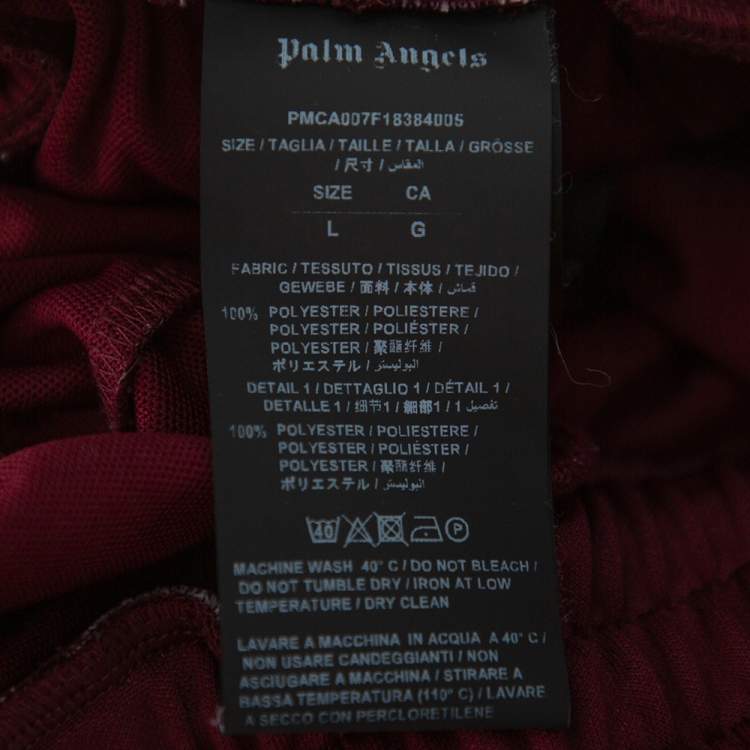 Palm Angels
PMCA007F18384005
SIZE / TAGLIA / TAILLE / TALLA / GRÖSSE
/ 尺寸 / المقاس
SIZE CA
L G
FABRIC / TESSUTO / TISSUS / TEJIDO /
GEWEBE / 面料 / 本体 / قماش
100% POLYESTER / POLIESTERE /
POLYESTER / POLIÉSTER /
POLYESTER / 聚酯纤维 /
ポリエステル / البوليستر
DETAIL 1 / DETTAGLIO 1 / DÉTAIL 1 /
DETALLE 1 / 细节1 / 細部1 / تفصيل 1
100% POLYESTER / POLIESTERE /
POLYESTER / POLIÉSTER /
POLYESTER / 聚酯纤维 /
ポリエステル / البوليستر
40 P
MACHINE WASH 40° C / DO NOT BLEACH /
DO NOT TUMBLE DRY / IRON AT LOW
TEMPERATURE / DRY CLEAN
LAVARE A MACCHINA IN ACQUA A 40° C /
NON USARE CANDEGGIANTI / NON
ASCIUGARE A MACCHINA / STIRARE A
BASSA TEMPERATURA (110° C) / LAVARE
A SECCO CON PERCLORETILENE